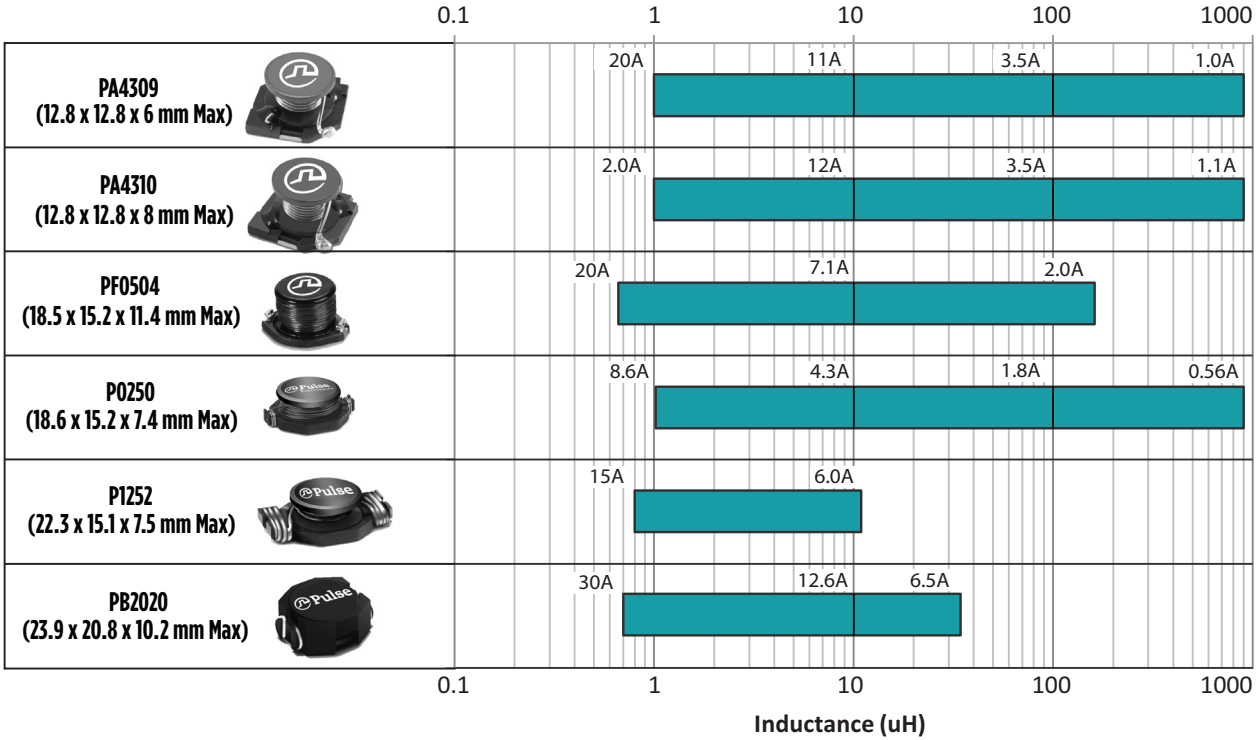 0.1 1 10 100 1000
PA4309
(12.8 x 12.8 x 6 mm Max)
20A 11A 3.5A 1.0A
PA4310
(12.8 x 12.8 x 8 mm Max)
2.0A 12A 3.5A 1.1A
PF0504
(18.5 x 15.2 x 11.4 mm Max)
20A 7.1A 2.0A
P0250
(18.6 x 15.2 x 7.4 mm Max)
Pulse
8.6A 4.3A 1.8A 0.56A
P1252
(22.3 x 15.1 x 7.5 mm Max)
Pulse
15A 6.0A
PB2020
(23.9 x 20.8 x 10.2 mm Max)
Pulse
30A 12.6A 6.5A
0.1 1 10 100 1000
Inductance (uH)